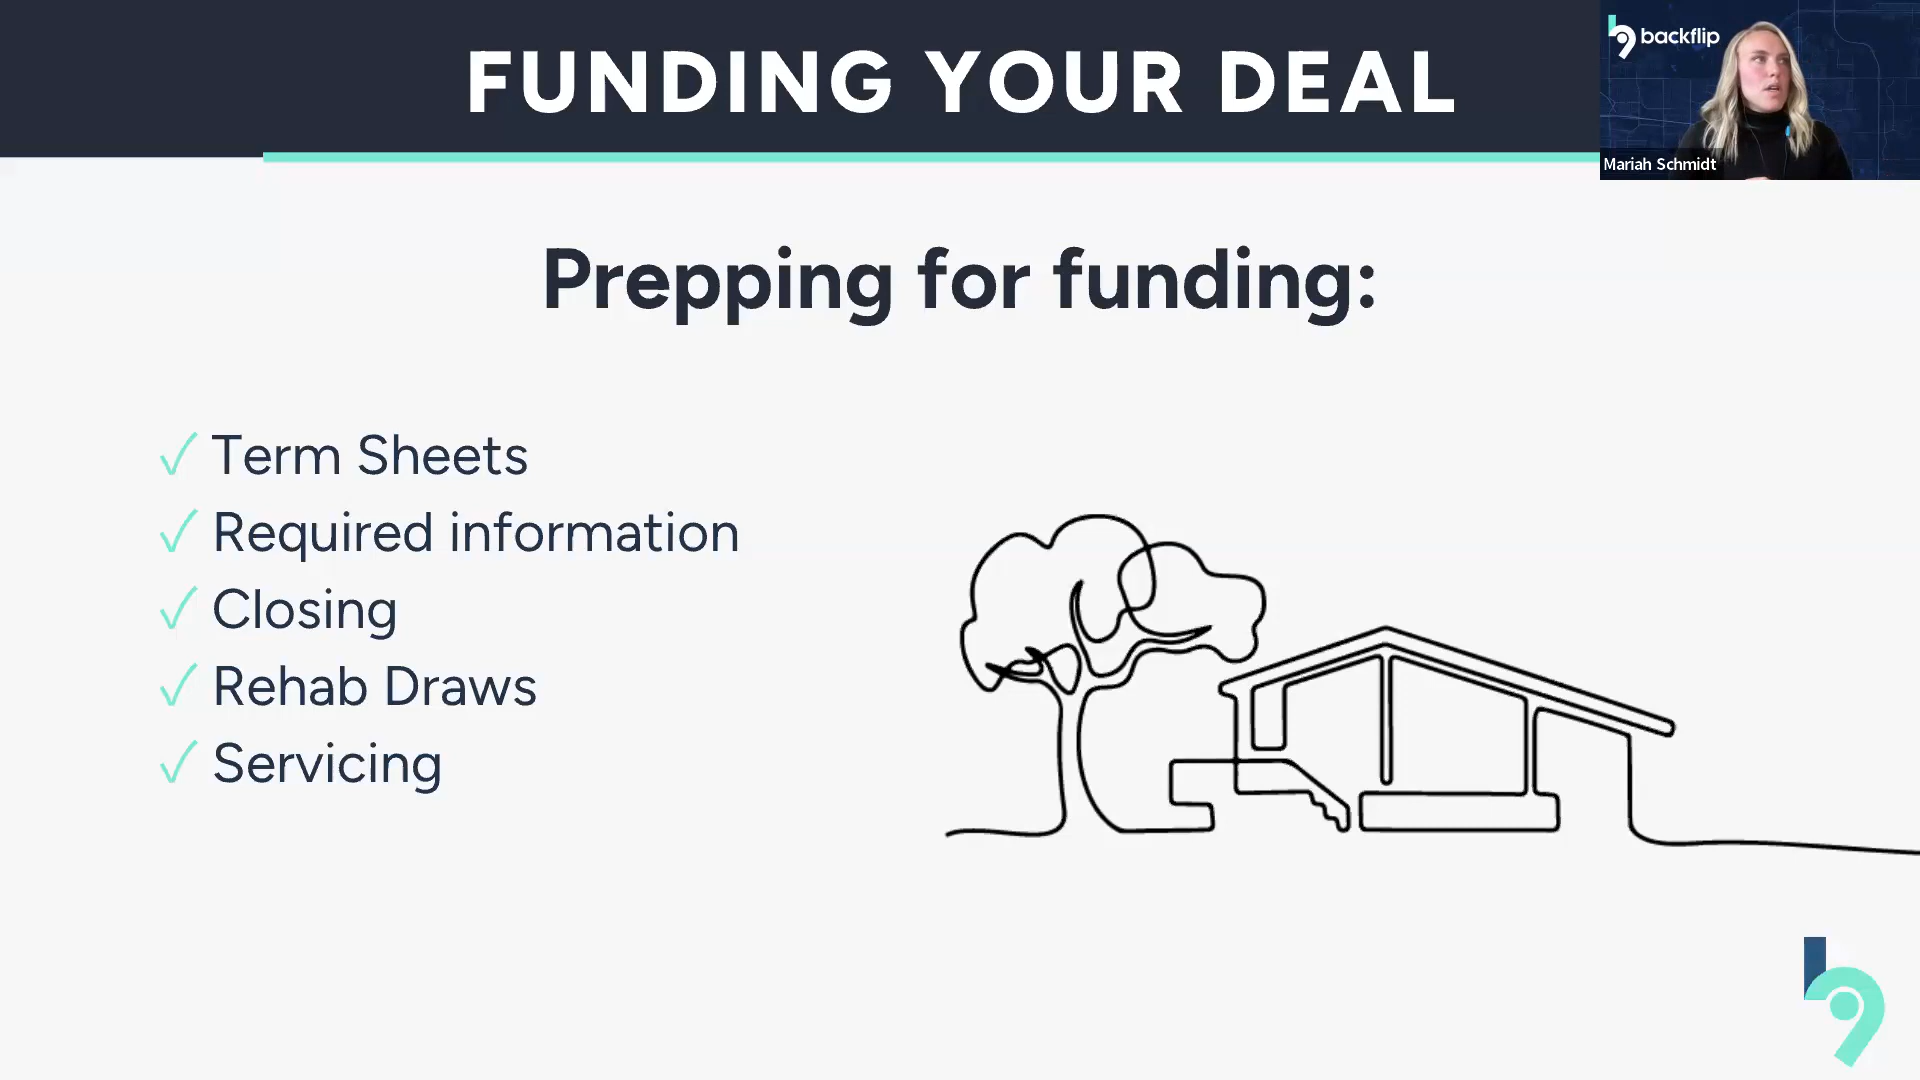 FUNDING YOUR DEAL
backflip
Mariah Schmidt
Prepping for funding:
✓ Term Sheets
✓ Required information
✓ Closing
✓ Rehab Draws
✓ Servicing